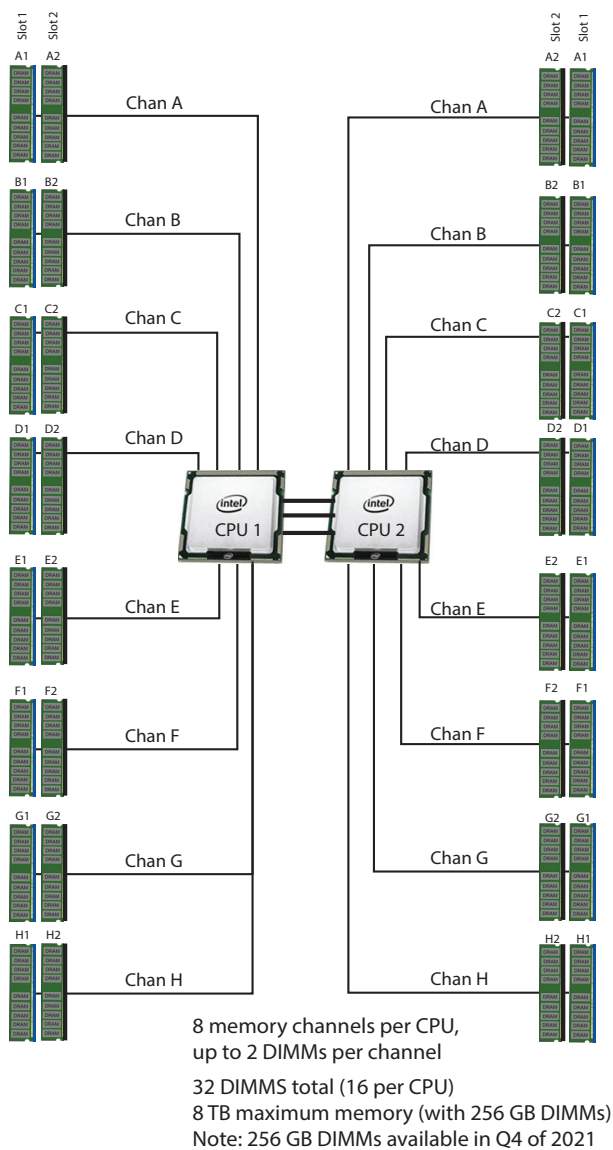 Slot 1 Slot 2
Slot 2 Slot 1
A1 A2
A2 A1
Chan A
Chan A
B1 B2
B2 B1
Chan B
Chan B
C1 C2
C2 C1
Chan C
Chan C
D1 D2
D2 D1
Chan D
Chan D
intel
CPU 1
intel
CPU 2
E1 E2
E2 E1
Chan E
Chan E
F1 F2
F2 F1
Chan F
Chan F
G1 G2
G2 G1
Chan G
Chan G
H1 H2
H2 H1
Chan H
Chan H
8 memory channels per CPU,
up to 2 DIMMs per channel
32 DIMMS total (16 per CPU)
8 TB maximum memory (with 256 GB DIMMs)
Note: 256 GB DIMMs available in Q4 of 2021